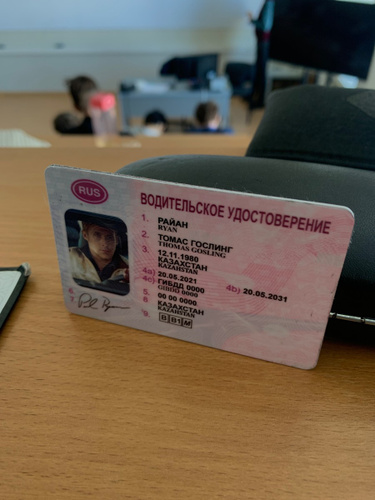 RUS
ВОДИТЕЛЬСКОЕ УДОСТОВЕРЕНИЕ
1. РАЙАН
RYAN
2. ТОМАС ГОСЛИНГ
THOMAS GOSLING
3. 12.11.1980
КАЗАХСТАН
KAZAHSTAN
4a) 20.05.2021 4b) 20.05.2031
4c) ГИБДД 0000
GIBDD 0000
5. 00 00 0000
8. КАЗАХСТАН
KAZAHSTAN
9. B B1 M
6.
7.